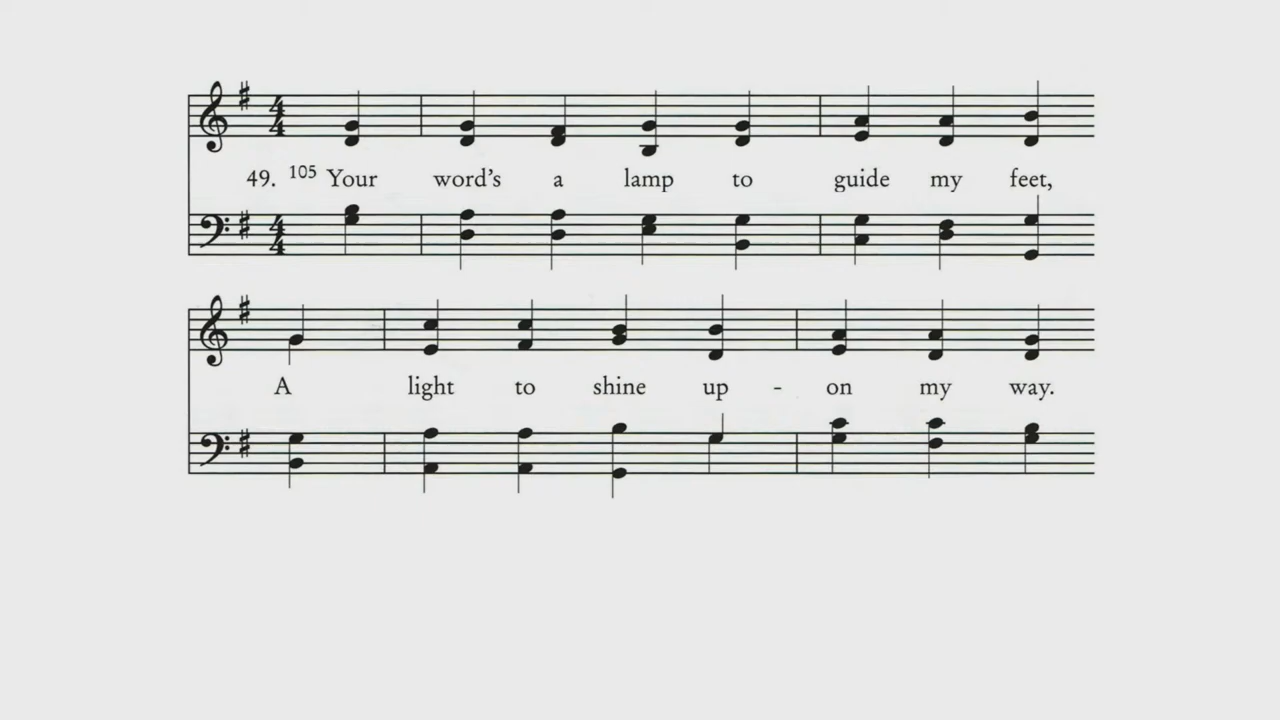 49. 105 Your word’s a lamp to guide my feet,
A light to shine up - on my way.